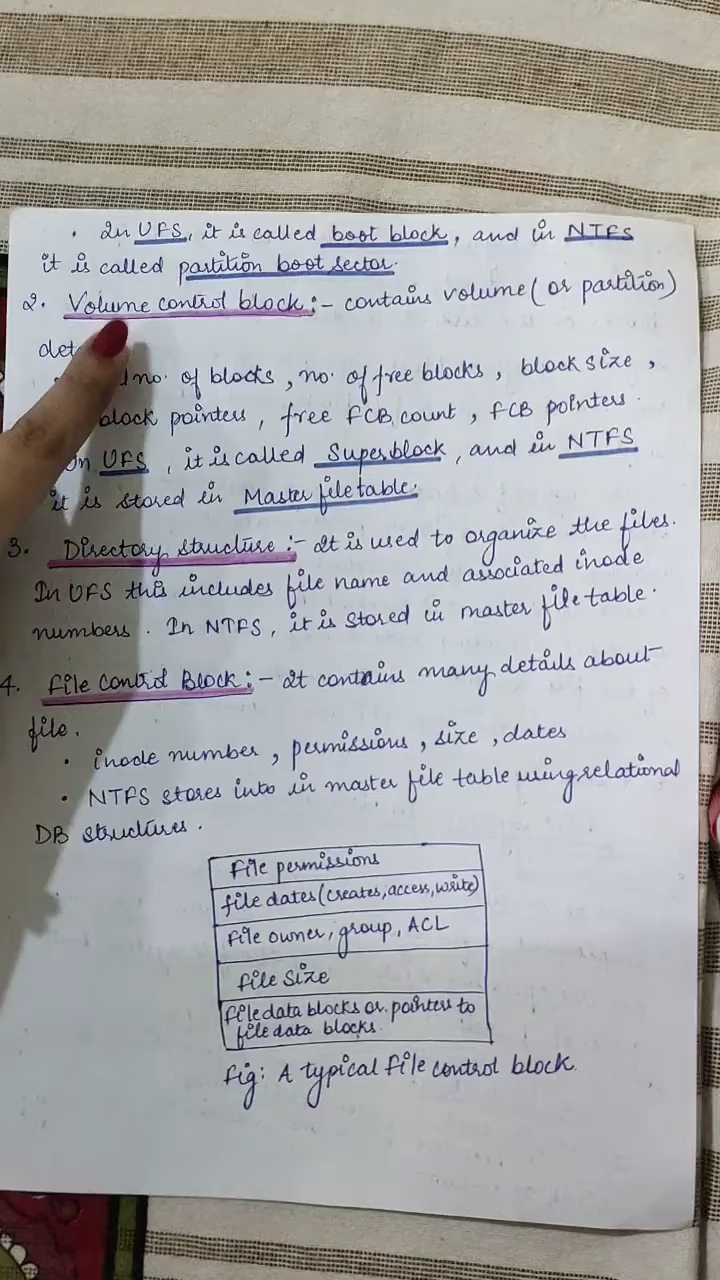 • In UFS, it is called boot block, and in NTFS
it is called partition boot sector.
2. Volume control block :- contains volume (or partition)
no. of blocks, no. of free blocks, block size,
block pointers, free FCB count, FCB pointers.
In UFS, it is called Superblock, and in NTFS
it is stored in Master file table.
3. Directory structure :- It is used to organize the files.
In UFS this includes file name and associated inode
numbers. In NTFS, it is stored in master file table.
4. File Control Block :- It contains many details about
file.
• inode number, permissions, size, dates
• NTFS stores into in master file table using relational
DB structures.
File permissions
file dates (creates, access, write)
File owner, group, ACL
File size
File data blocks or pointers to
file data blocks.
Fig: A typical File control block.